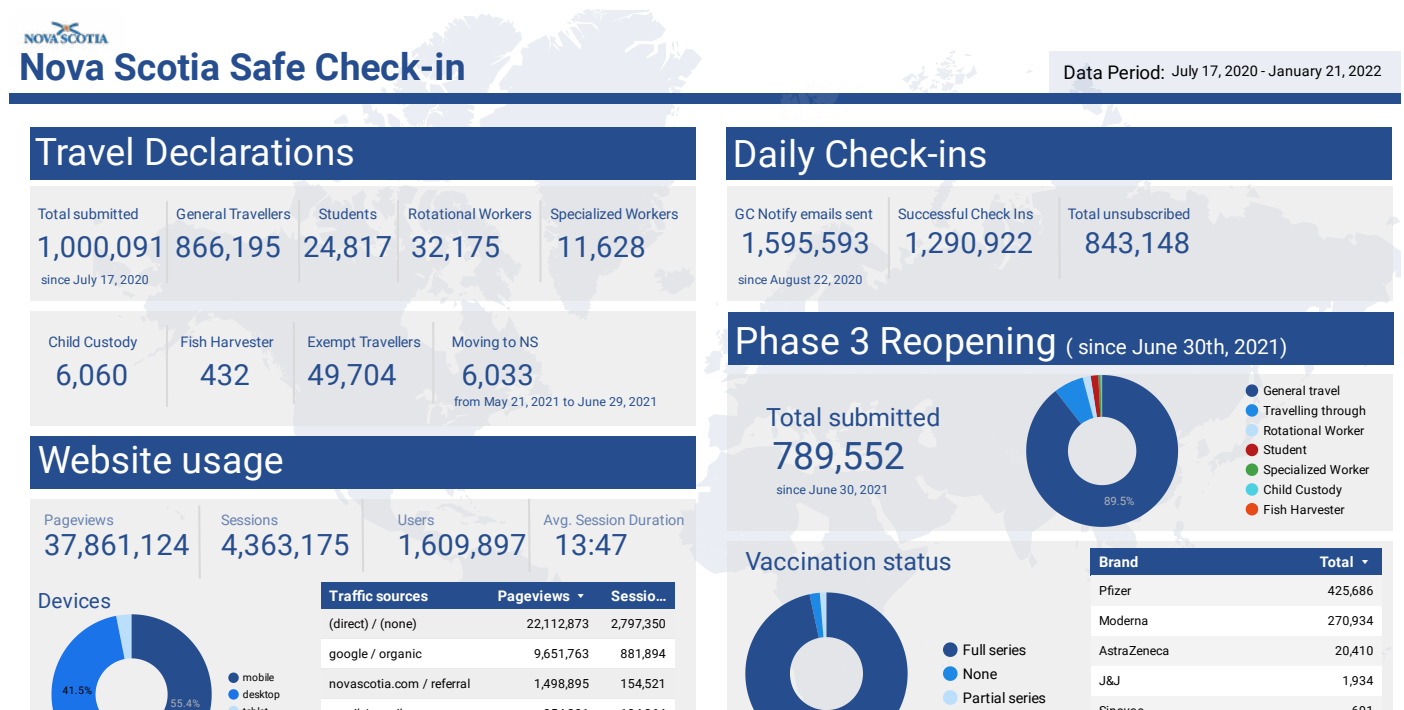 NOVA SCOTIA
Nova Scotia Safe Check-in
Data Period: July 17, 2020 - January 21, 2022
Travel Declarations
Total submitted
1,000,091
since July 17, 2020
General Travellers
866,195
Students
24,817
Rotational Workers
32,175
Specialized Workers
11,628
Child Custody
6,060
Fish Harvester
432
Exempt Travellers
49,704
Moving to NS
6,033
from May 21, 2021 to June 29, 2021
Website usage
Pageviews
37,861,124
Sessions
4,363,175
Users
1,609,897
Avg. Session Duration
13:47
Devices
41.5%
55.4%
mobile
desktop
Traffic sources Pageviews Sessio...
(direct) / (none) 22,112,873 2,797,350
google / organic 9,651,763 881,894
novascotia.com / referral 1,498,895 154,521
Daily Check-ins
GC Notify emails sent
1,595,593
since August 22, 2020
Successful Check Ins
1,290,922
Total unsubscribed
843,148
Phase 3 Reopening ( since June 30th, 2021)
Total submitted
789,552
since June 30, 2021
89.5%
General travel
Travelling through
Rotational Worker
Student
Specialized Worker
Child Custody
Fish Harvester
Vaccination status
Full series
None
Partial series
Brand Total
Pfizer 425,686
Moderna 270,934
AstraZeneca 20,410
J&J 1,934